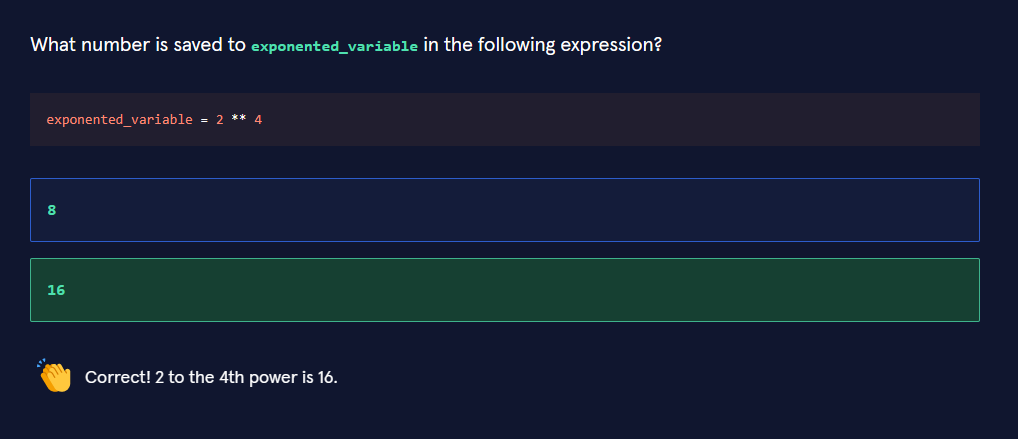 What number is saved to exponented_variable in the following expression?
exponented_variable = 2 ** 4
8
16
Correct! 2 to the 4th power is 16.